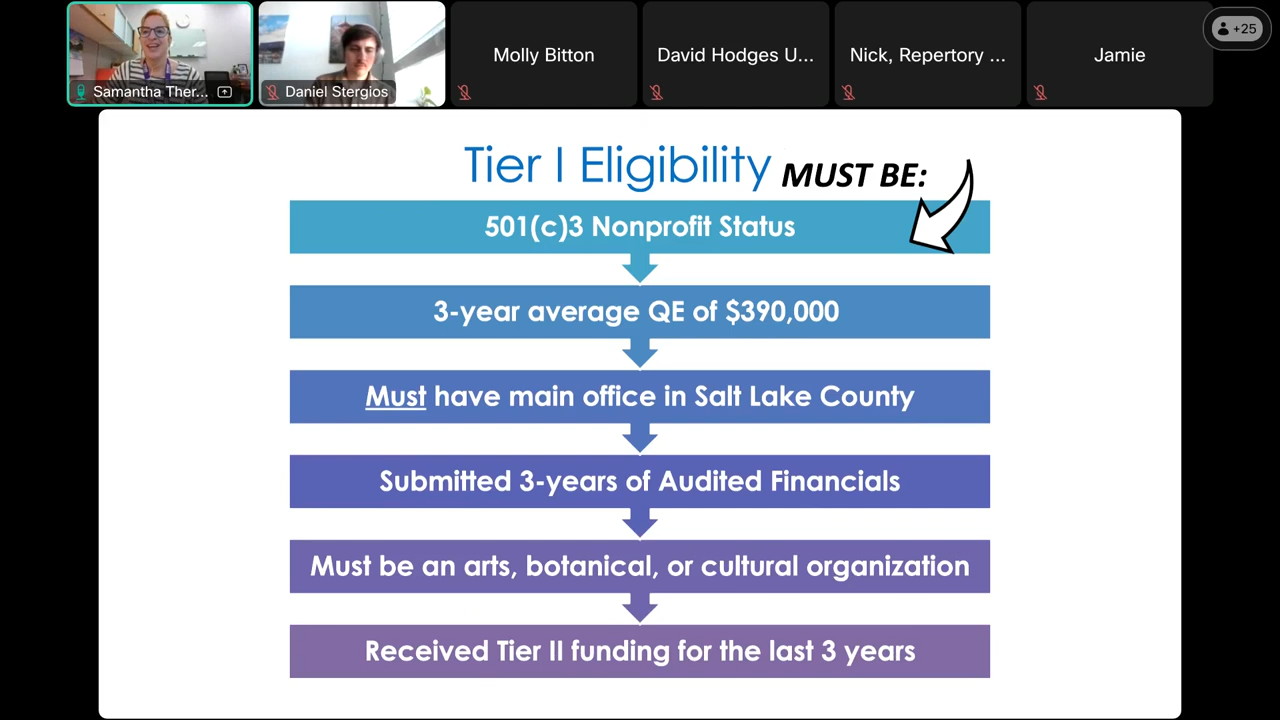 Samantha Ther...
Daniel Stergios
Molly Bitton
David Hodges U...
Nick, Repertory ...
Jamie
+25
Tier I Eligibility
MUST BE:
501(c)3 Nonprofit Status
3-year average QE of $390,000
Must have main office in Salt Lake County
Submitted 3-years of Audited Financials
Must be an arts, botanical, or cultural organization
Received Tier II funding for the last 3 years